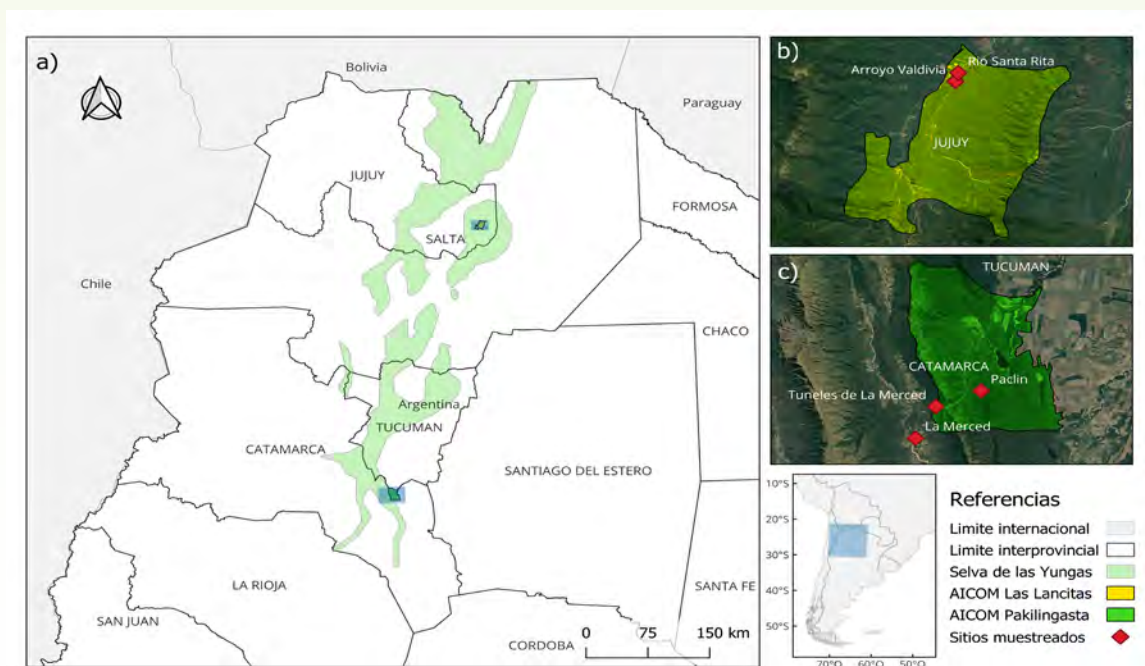 a)
Bolivia
Paraguay
JUJUY
FORMOSA
SALTA
Chile
CHACO
Argentina
TUCUMAN
CATAMARCA
SANTIAGO DEL ESTERO
LA RIOJA
SANTA FE
SAN JUAN
CORDOBA
0 75 150 km
b)
Río Santa Rita
Arroyo Valdivia
JUJUY
c)
TUCUMAN
CATAMARCA
Paclin
Tuneles de La Merced
La Merced
10°S
20°S
30°S
40°S
50°S
70°O 60°O 50°O
Referencias
Limite internacional
Limite interprovincial
Selva de las Yungas
AICOM Las Lancitas
AICOM Pakilingasta
Sitios muestreados